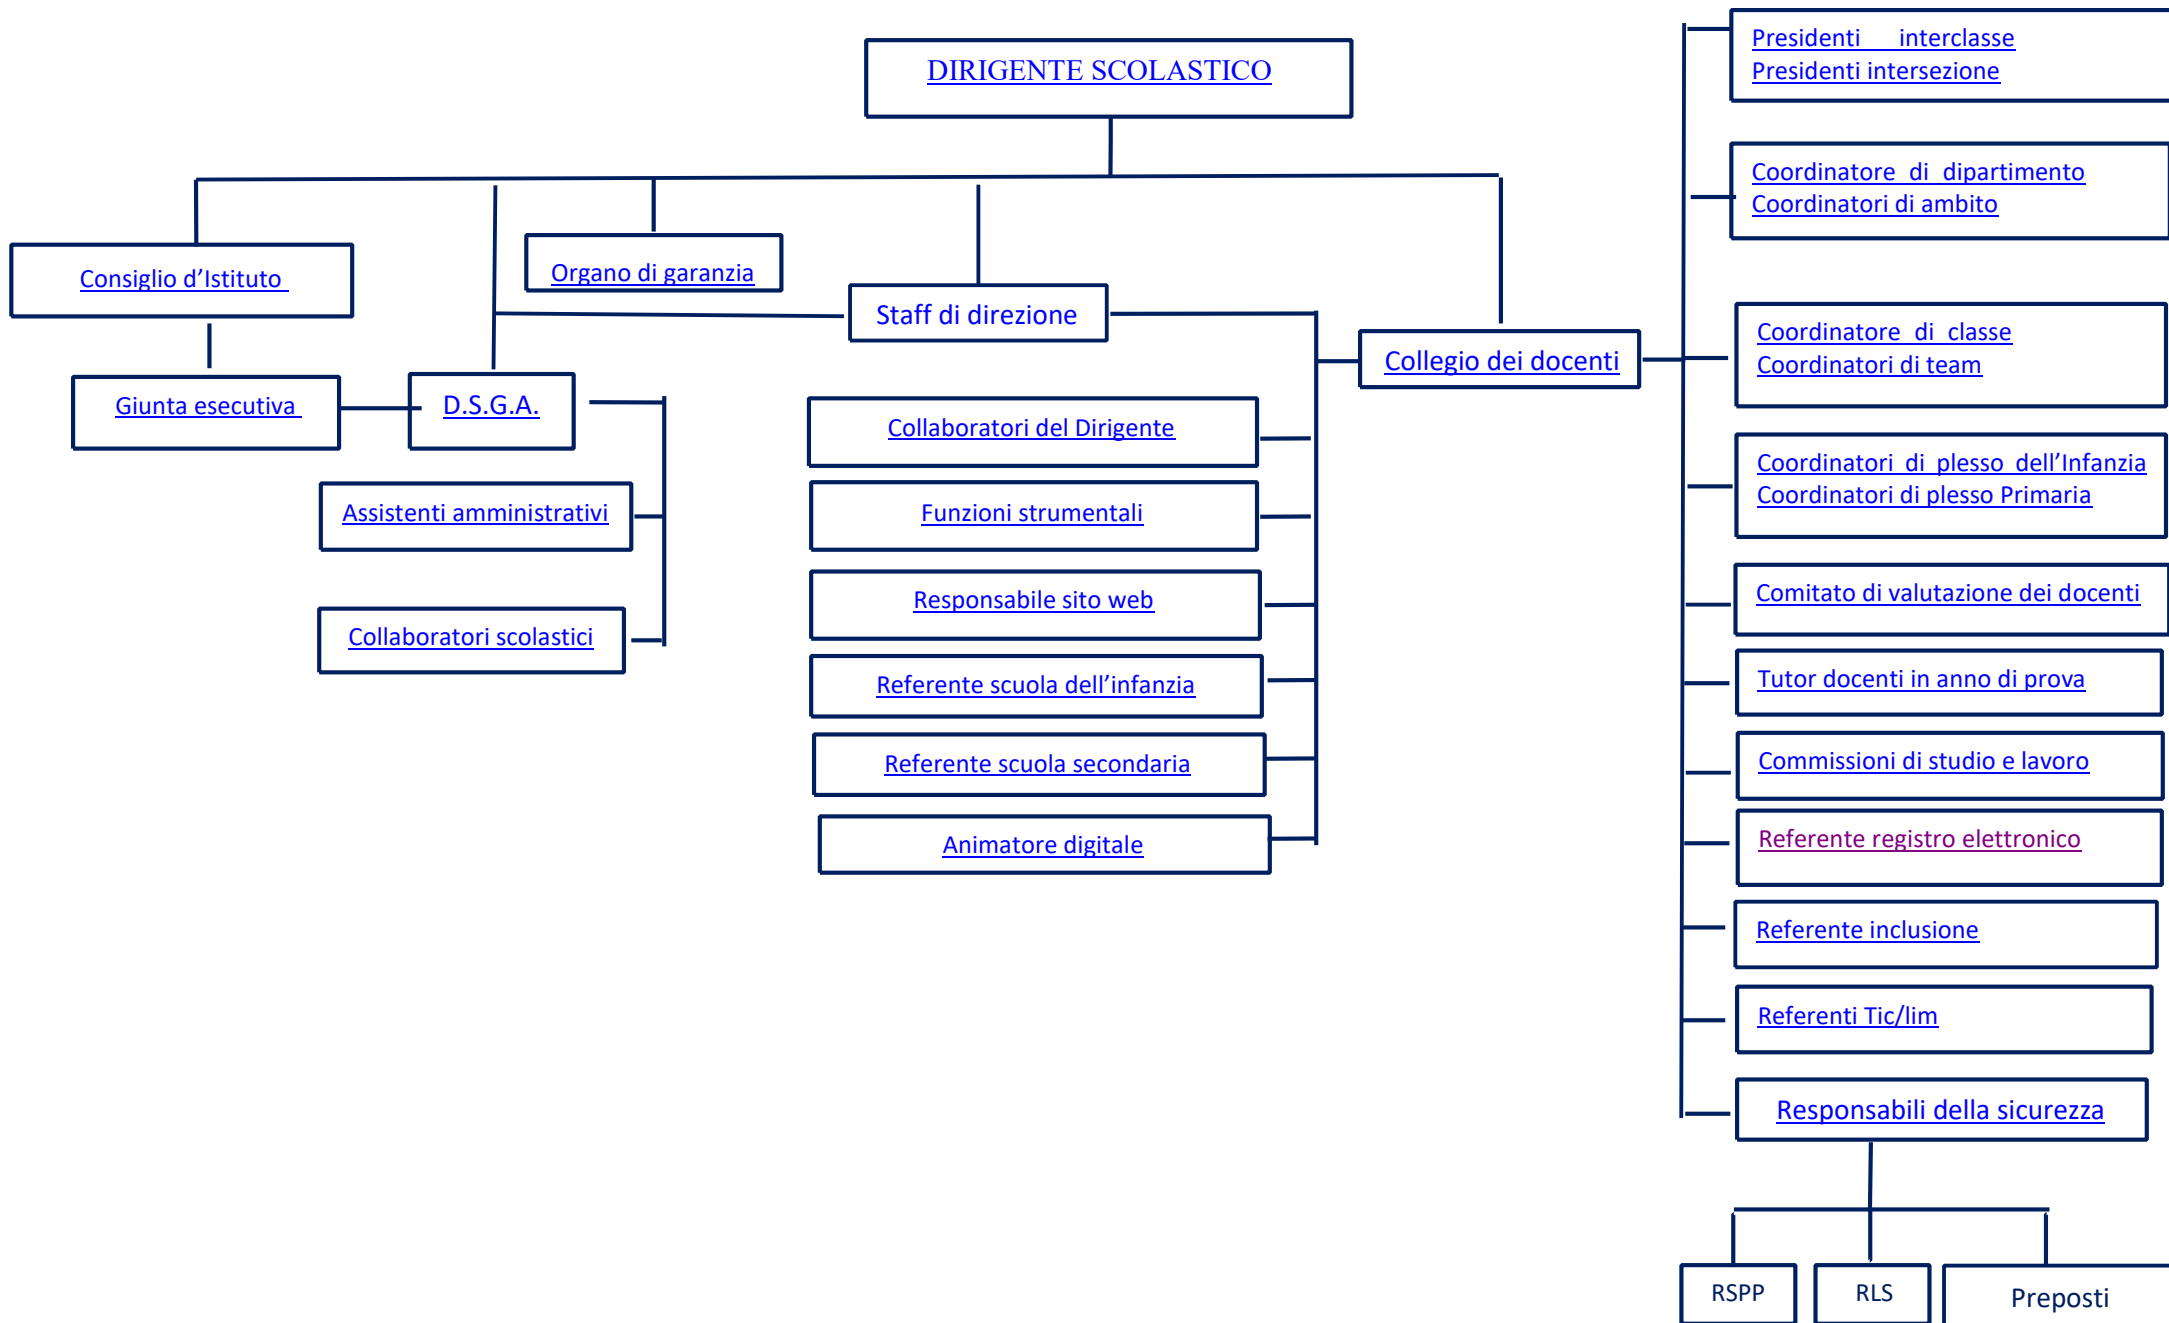 DIRIGENTE SCOLASTICO
Consiglio d’Istituto
Organo di garanzia
Staff di direzione
Collegio dei docenti
Giunta esecutiva
D.S.G.A.
Assistenti amministrativi
Collaboratori scolastici
Collaboratori del Dirigente
Funzioni strumentali
Responsabile sito web
Referente scuola dell’infanzia
Referente scuola secondaria
Animatore digitale
Presidenti interclasse
Presidenti intersezione
Coordinatore di dipartimento
Coordinatori di ambito
Coordinatore di classe
Coordinatori di team
Coordinatori di plesso dell’Infanzia
Coordinatori di plesso Primaria
Comitato di valutazione dei docenti
Tutor docenti in anno di prova
Commissioni di studio e lavoro
Referente registro elettronico
Referente inclusione
Referenti Tic/lim
Responsabili della sicurezza
RSPP
RLS
Preposti